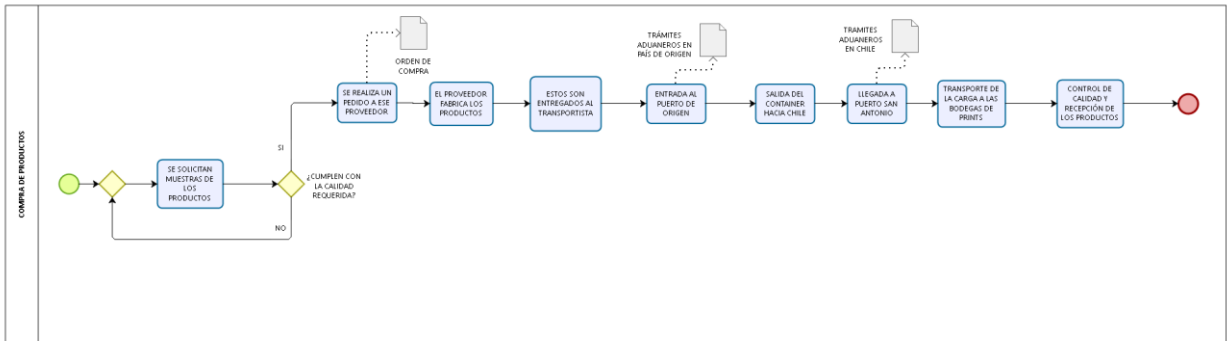 COMPRA DE PRODUCTOS
SE SOLICITAN
MUESTRAS DE
LOS
PRODUCTOS
¿CUMPLEN CON
LA CALIDAD
REQUERIDA?
SI
NO
SE REALIZA UN
PEDIDO A ESE
PROVEEDOR
ORDEN DE
COMPRA
EL PROVEEDOR
FABRICA LOS
PRODUCTOS
ESTOS SON
ENTREGADOS AL
TRANSPORTISTA
ENTRADA AL
PUERTO DE
ORIGEN
TRÁMITES
ADUANEROS EN
PAÍS DE ORIGEN
SALIDA DEL
CONTAINER
HACIA CHILE
LLEGADA A
PUERTO SAN
ANTONIO
TRAMITES
ADUANEROS
EN CHILE
TRANSPORTE DE
LA CARGA A LAS
BODEGAS DE
PRINTS
CONTROL DE
CALIDAD Y
RECEPCIÓN DE
LOS PRODUCTOS